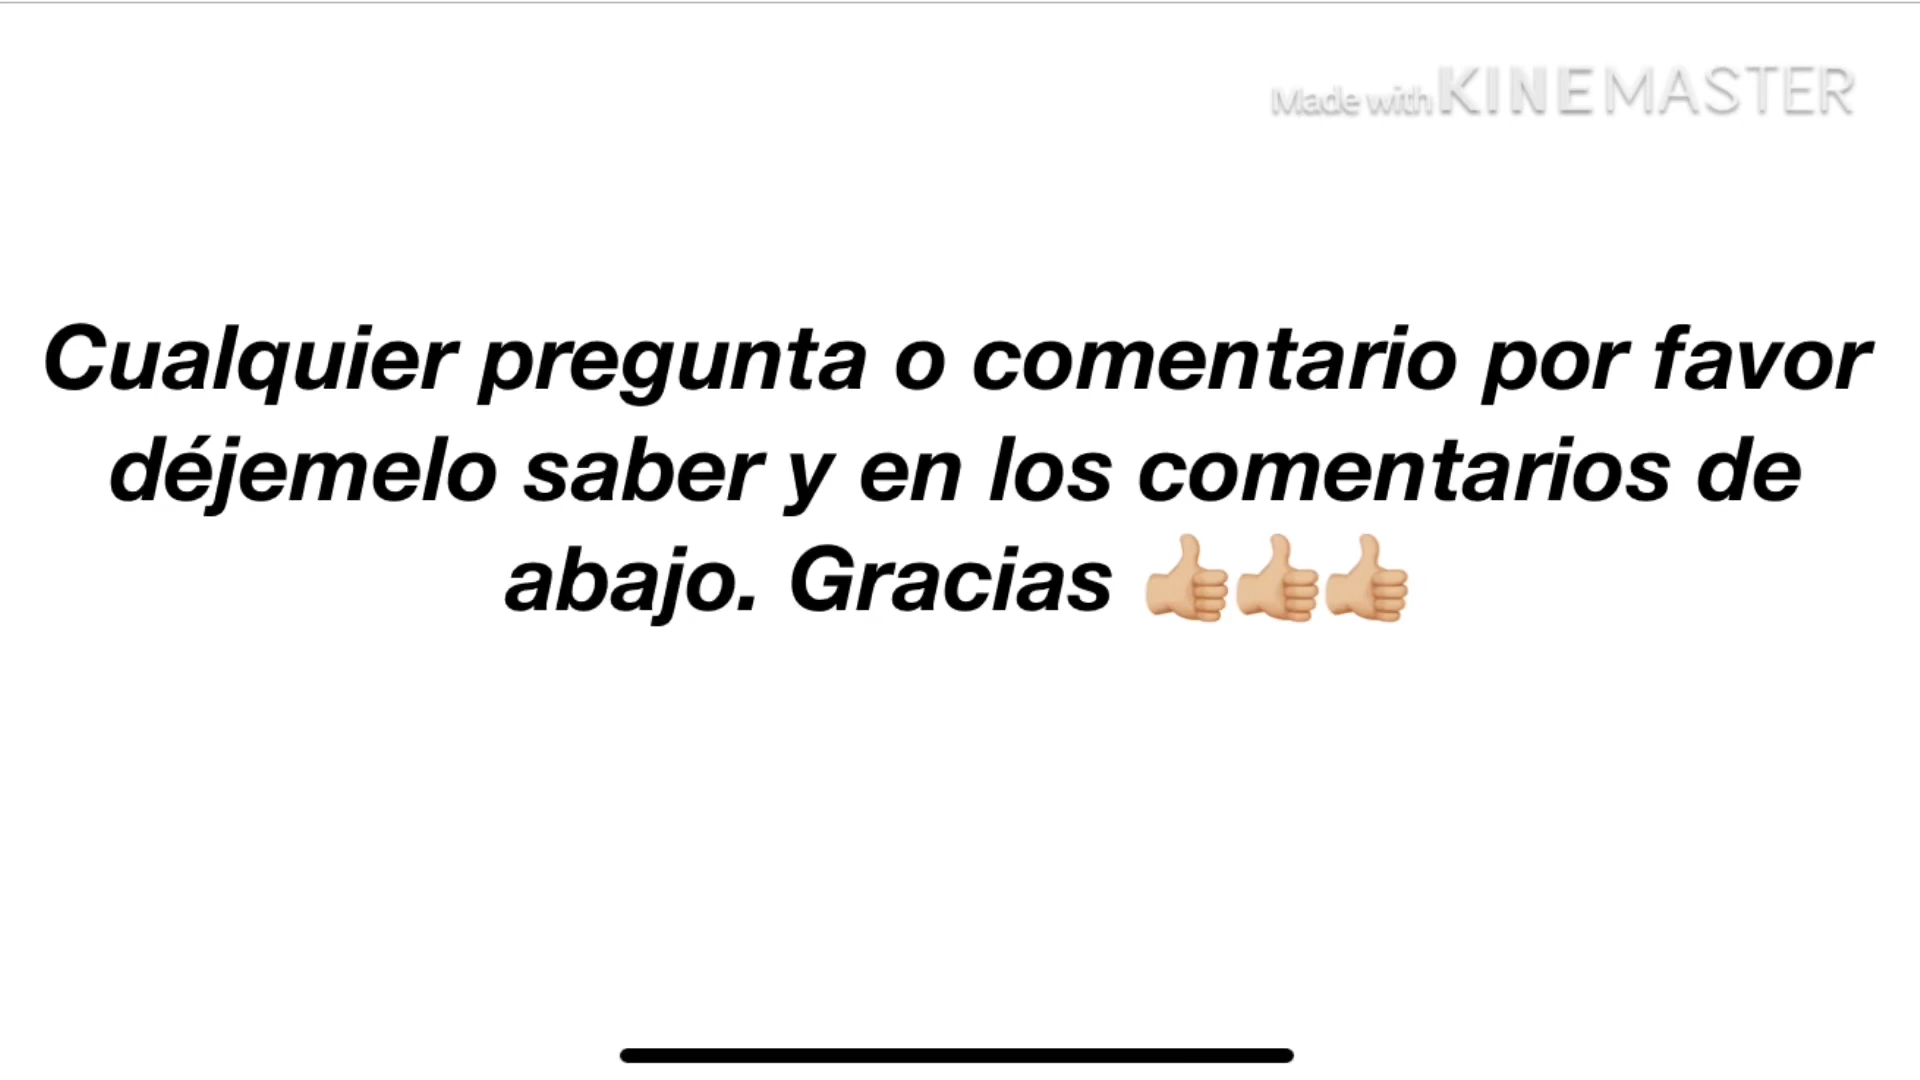 Made with KINEMASTER
Cualquier pregunta o comentario por favor
déjemelo saber y en los comentarios de
abajo. Gracias 👍🏼👍🏼👍🏼